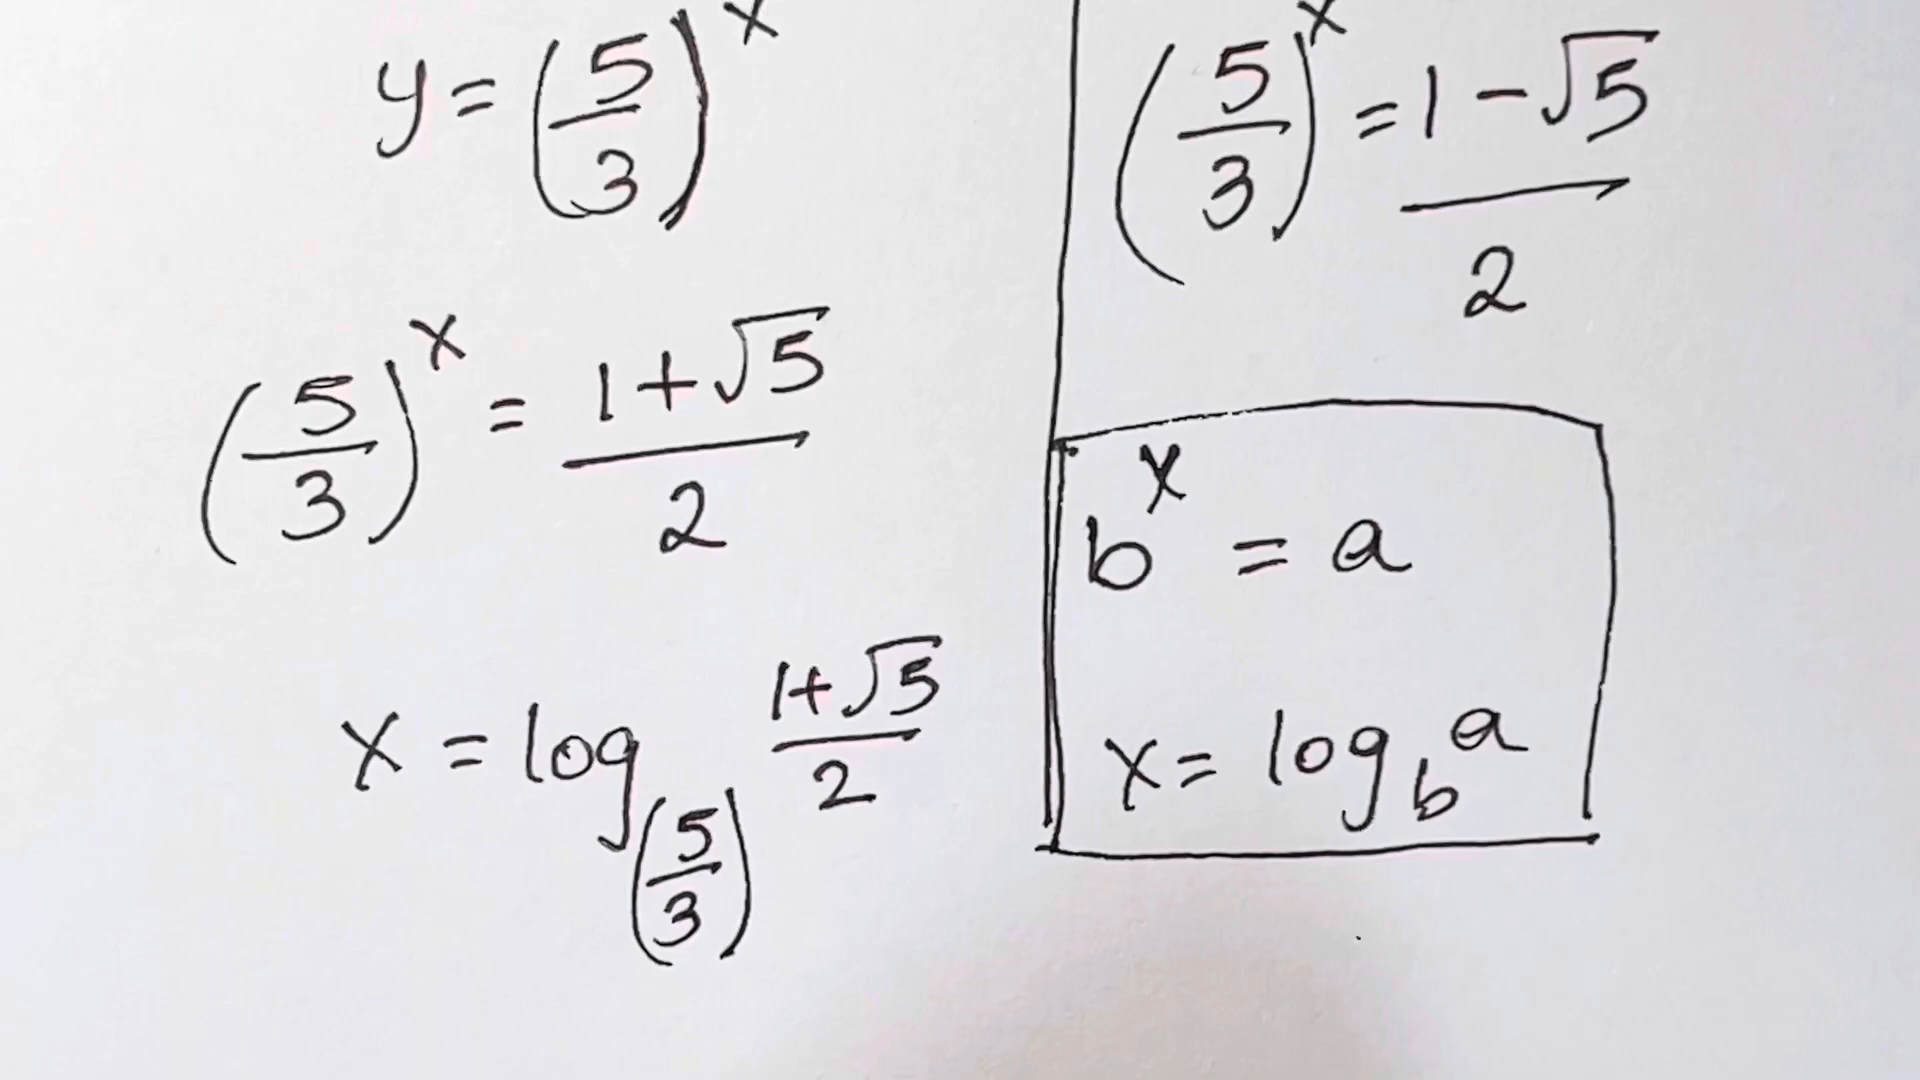 y = (5/3)^x
(5/3)^x = (1+√5)/2
x = log_(5/3) (1+√5)/2
(5/3)^x = (1-√5)/2
b^x = a
x = log_b a